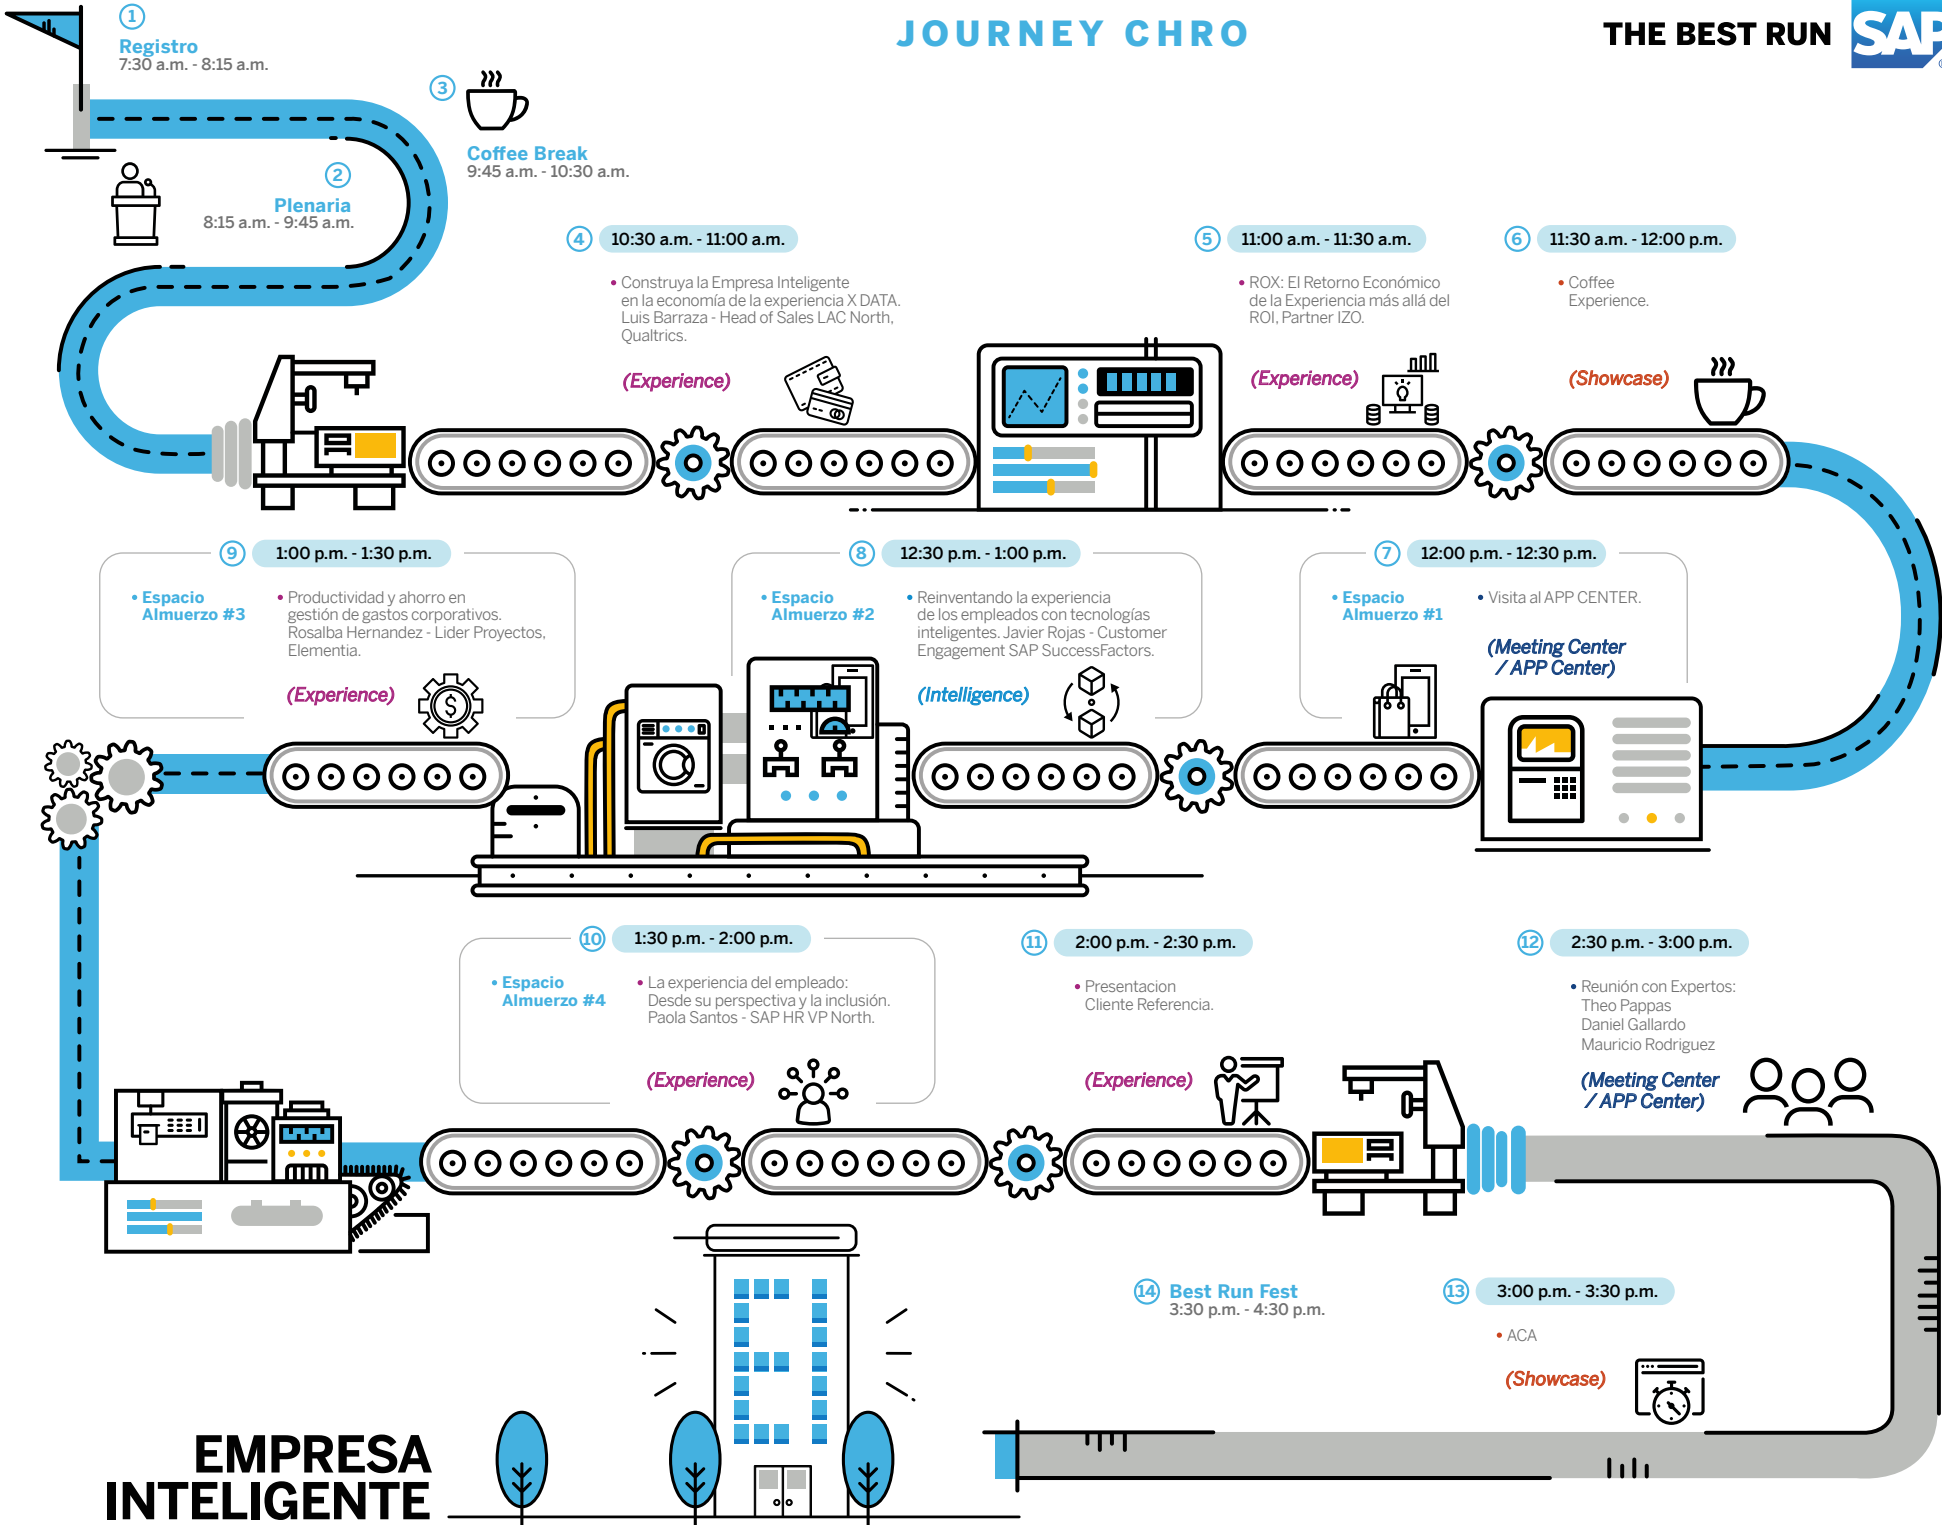 JOURNEY CHRO
THE BEST RUN SAP
1
Registro
7:30 a.m. - 8:15 a.m.
2
Plenaria
8:15 a.m. - 9:45 a.m.
3
Coffee Break
9:45 a.m. - 10:30 a.m.
4 10:30 a.m. - 11:00 a.m.
• Construya la Empresa Inteligente
en la economía de la experiencia X DATA.
Luis Barraza - Head of Sales LAC North,
Qualtrics.
(Experience)
5 11:00 a.m. - 11:30 a.m.
• ROX: El Retorno Económico
de la Experiencia más allá del
ROI, Partner IZO.
(Experience)
6 11:30 a.m. - 12:00 p.m.
• Coffee
Experience.
(Showcase)
7 12:00 p.m. - 12:30 p.m.
• Espacio
Almuerzo #1
• Visita al APP CENTER.
(Meeting Center
/ APP Center)
8 12:30 p.m. - 1:00 p.m.
• Espacio
Almuerzo #2
• Reinventando la experiencia
de los empleados con tecnologías
inteligentes. Javier Rojas - Customer
Engagement SAP SuccessFactors.
(Intelligence)
9 1:00 p.m. - 1:30 p.m.
• Espacio
Almuerzo #3
• Productividad y ahorro en
gestión de gastos corporativos.
Rosalba Hernandez - Lider Proyectos,
Elementia.
(Experience)
$
10 1:30 p.m. - 2:00 p.m.
• Espacio
Almuerzo #4
• La experiencia del empleado:
Desde su perspectiva y la inclusión.
Paola Santos - SAP HR VP North.
(Experience)
11 2:00 p.m. - 2:30 p.m.
• Presentacion
Cliente Referencia.
(Experience)
12 2:30 p.m. - 3:00 p.m.
• Reunión con Expertos:
Theo Pappas
Daniel Gallardo
Mauricio Rodriguez
(Meeting Center
/ APP Center)
13 3:00 p.m. - 3:30 p.m.
• ACA
(Showcase)
14 Best Run Fest
3:30 p.m. - 4:30 p.m.
EI
EMPRESA
INTELIGENTE